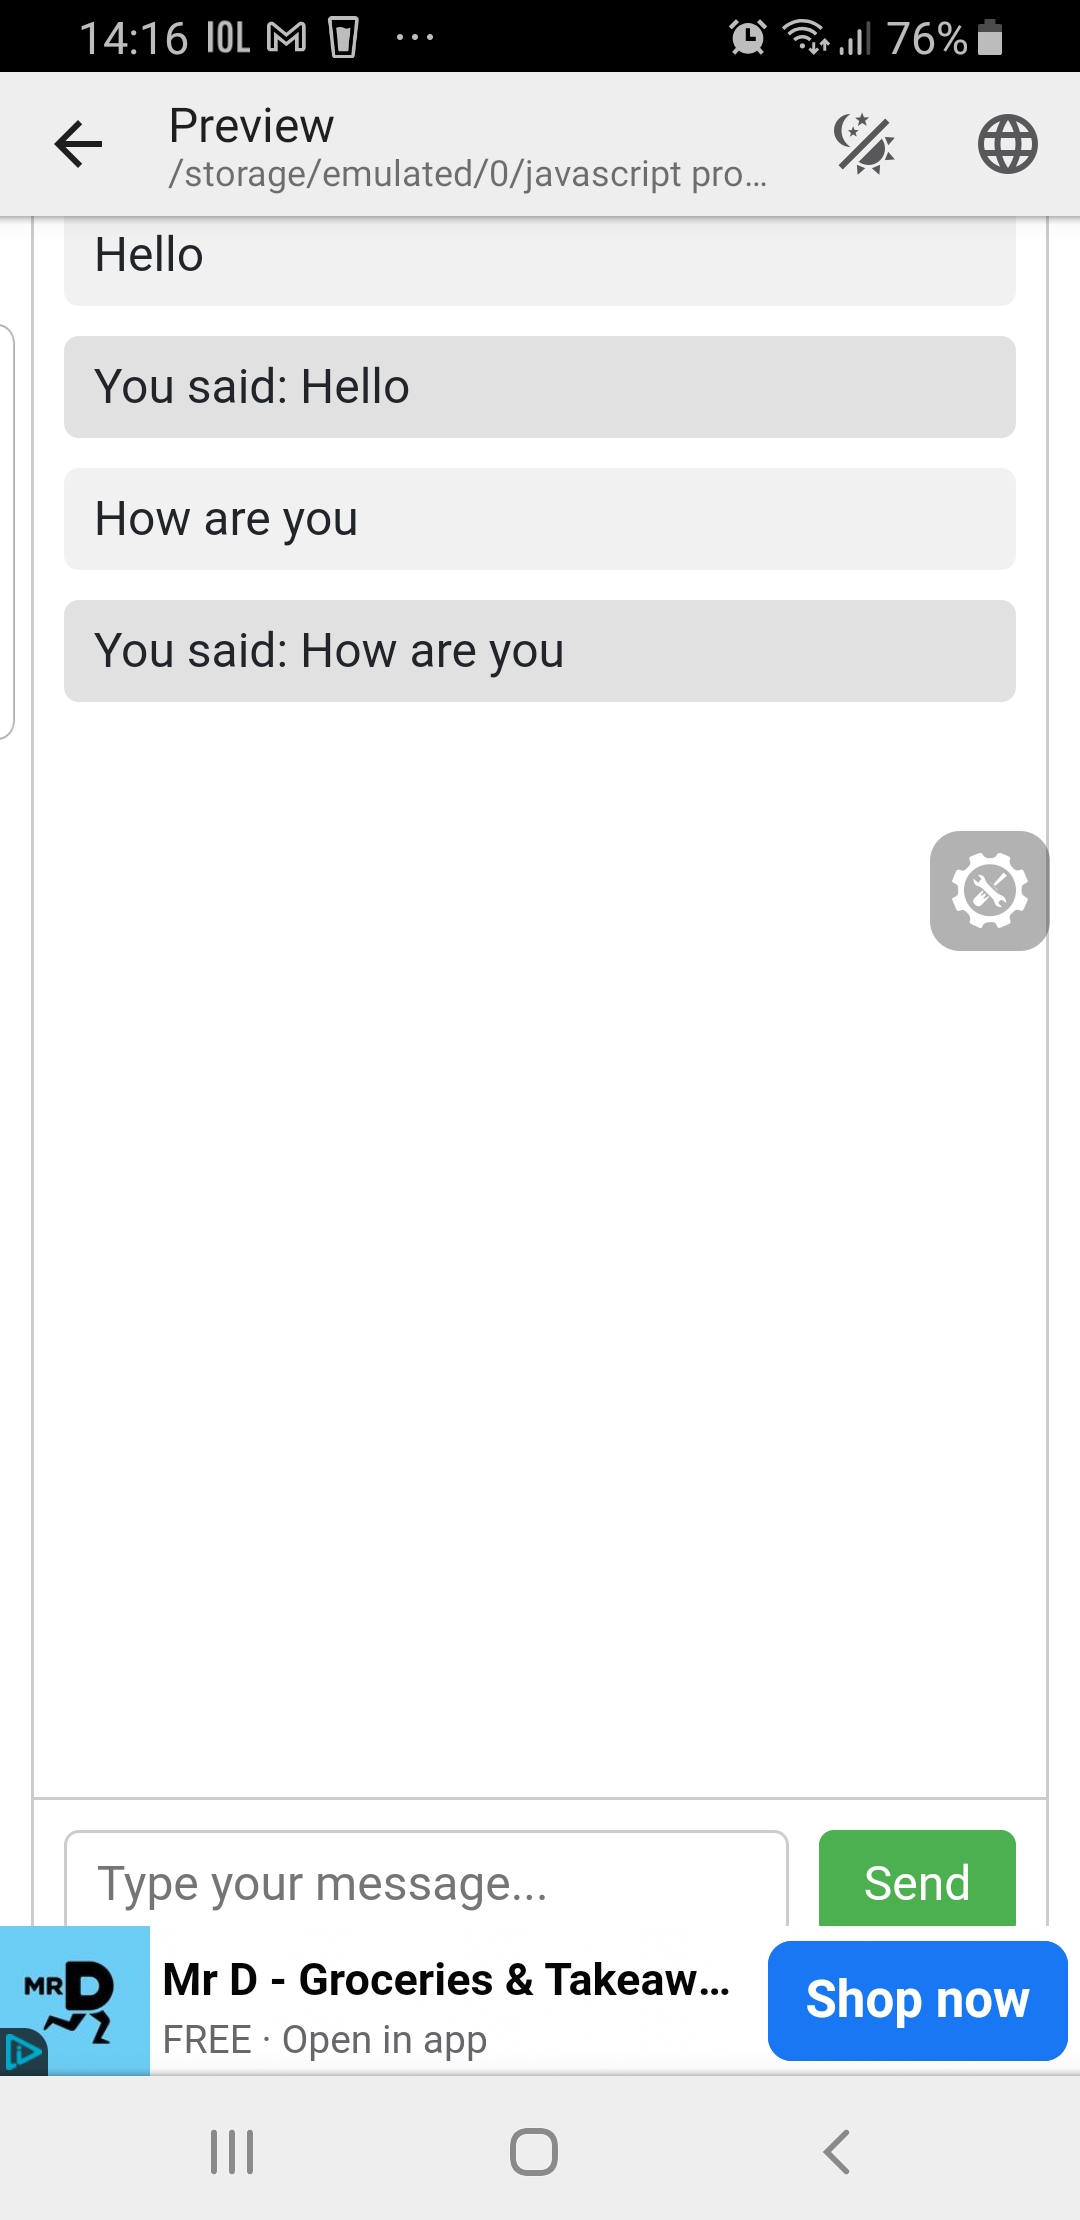 14:16 IOL 76%
Preview
/storage/emulated/0/javascript pro...
Hello
You said: Hello
How are you
You said: How are you
Type your message...
Send
MR D
Mr D - Groceries & Takeaw...
FREE · Open in app
Shop now